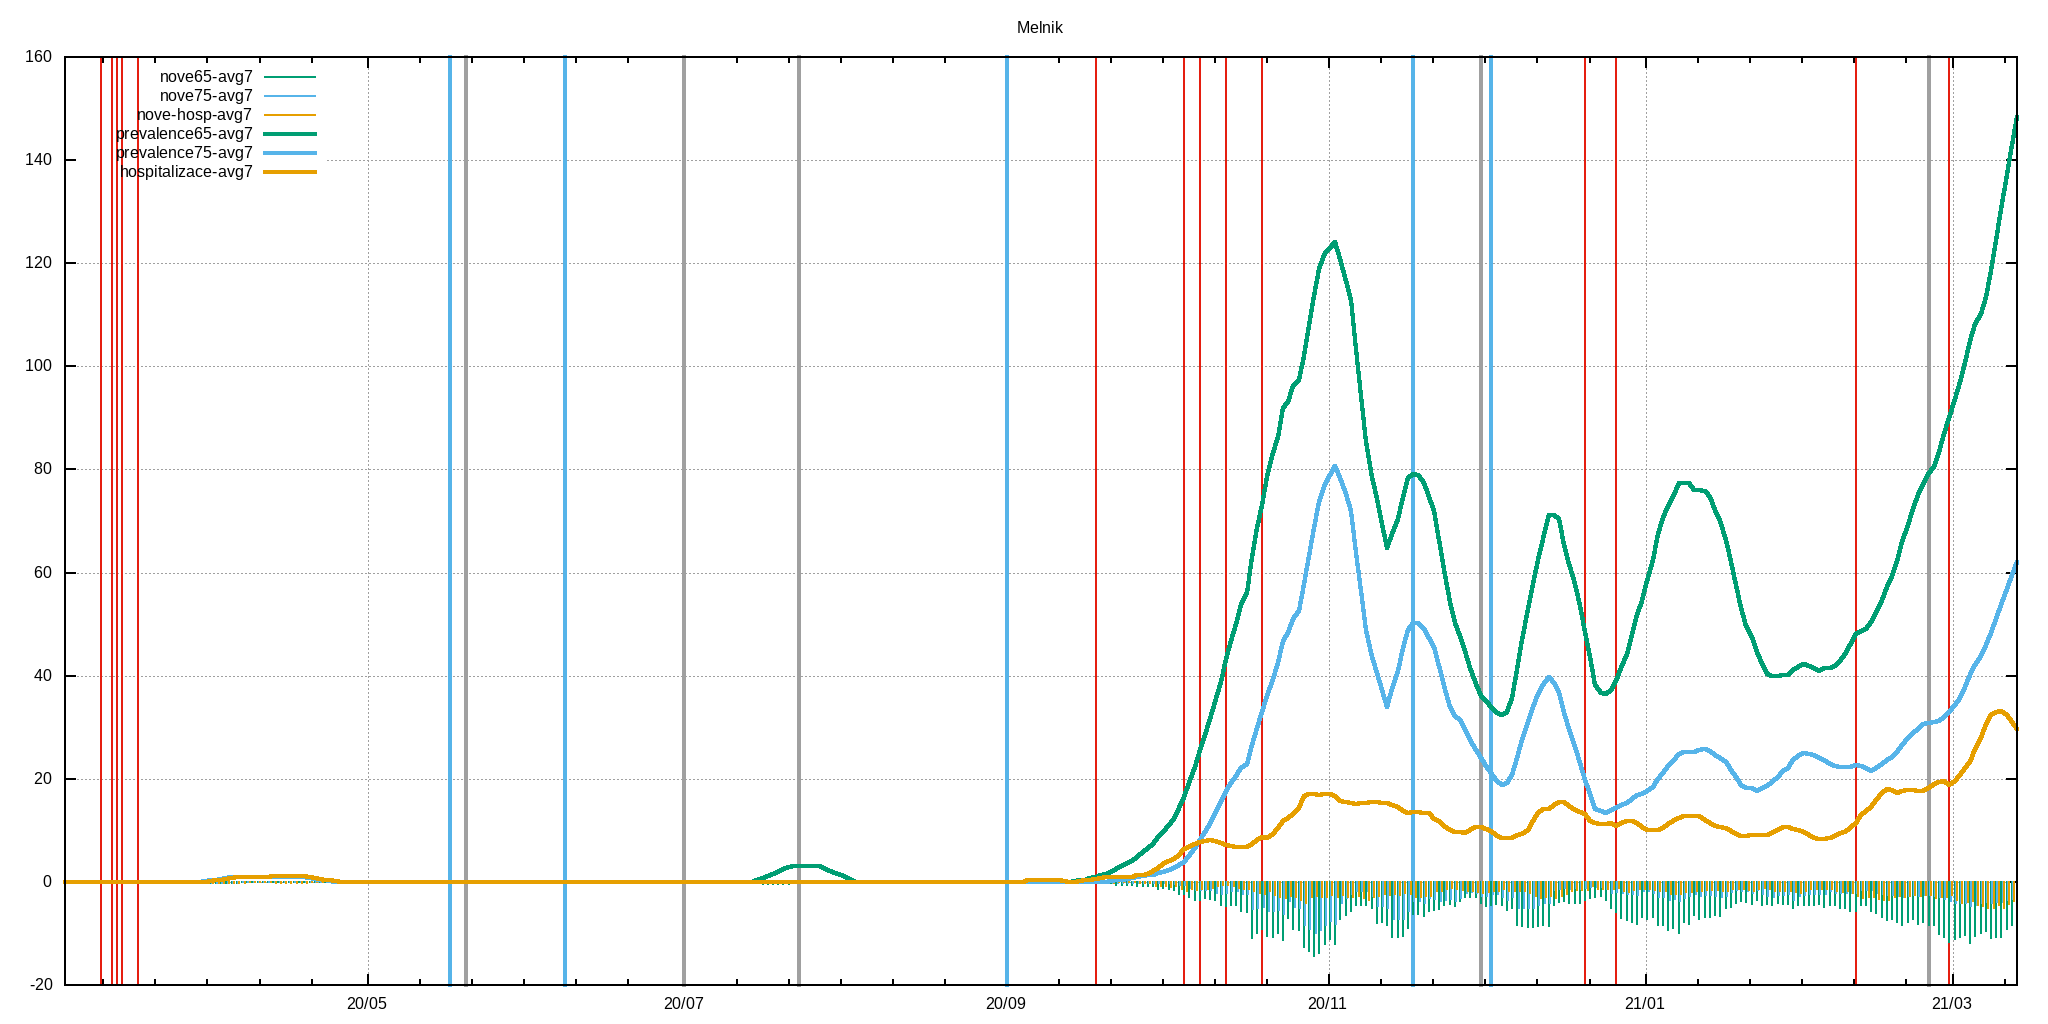 Melnik
160
140
120
100
80
60
40
20
0
-20
nove65-avg7
nove75-avg7
nove-hosp-avg7
prevalence65-avg7
prevalence75-avg7
hospitalizace-avg7
20/05 20/07 20/09 20/11 21/01 21/03